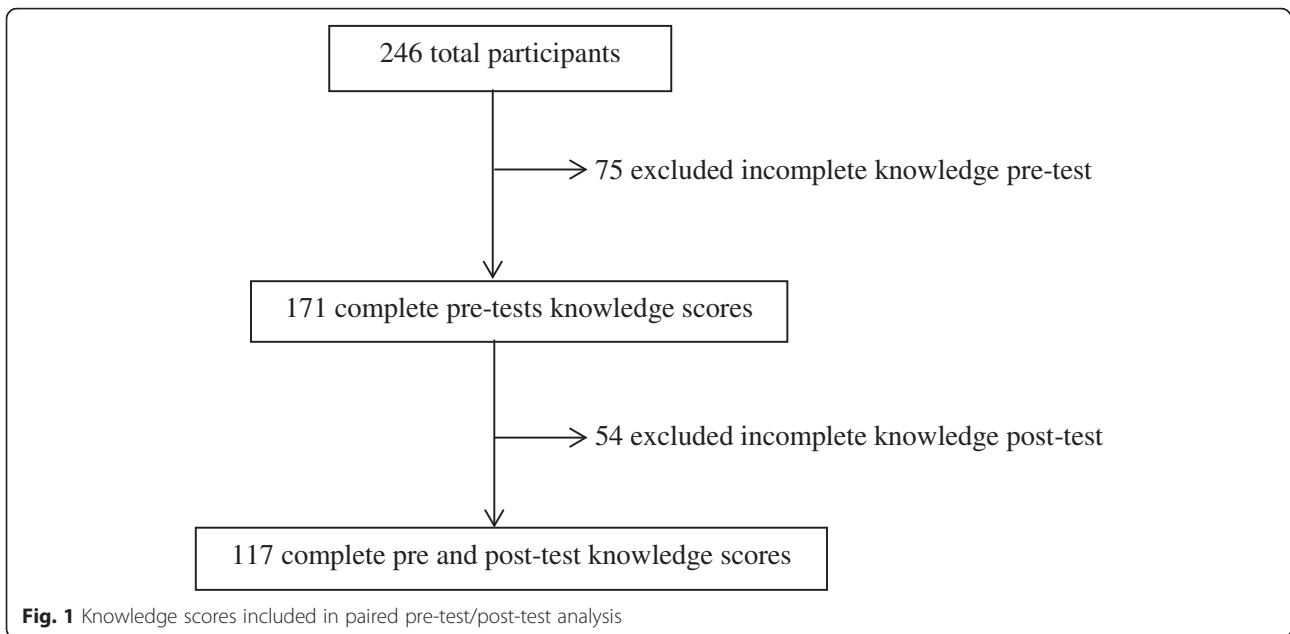 246 total participants
75 excluded incomplete knowledge pre-test
171 complete pre-tests knowledge scores
54 excluded incomplete knowledge post-test
117 complete pre and post-test knowledge scores
Fig. 1 Knowledge scores included in paired pre-test/post-test analysis